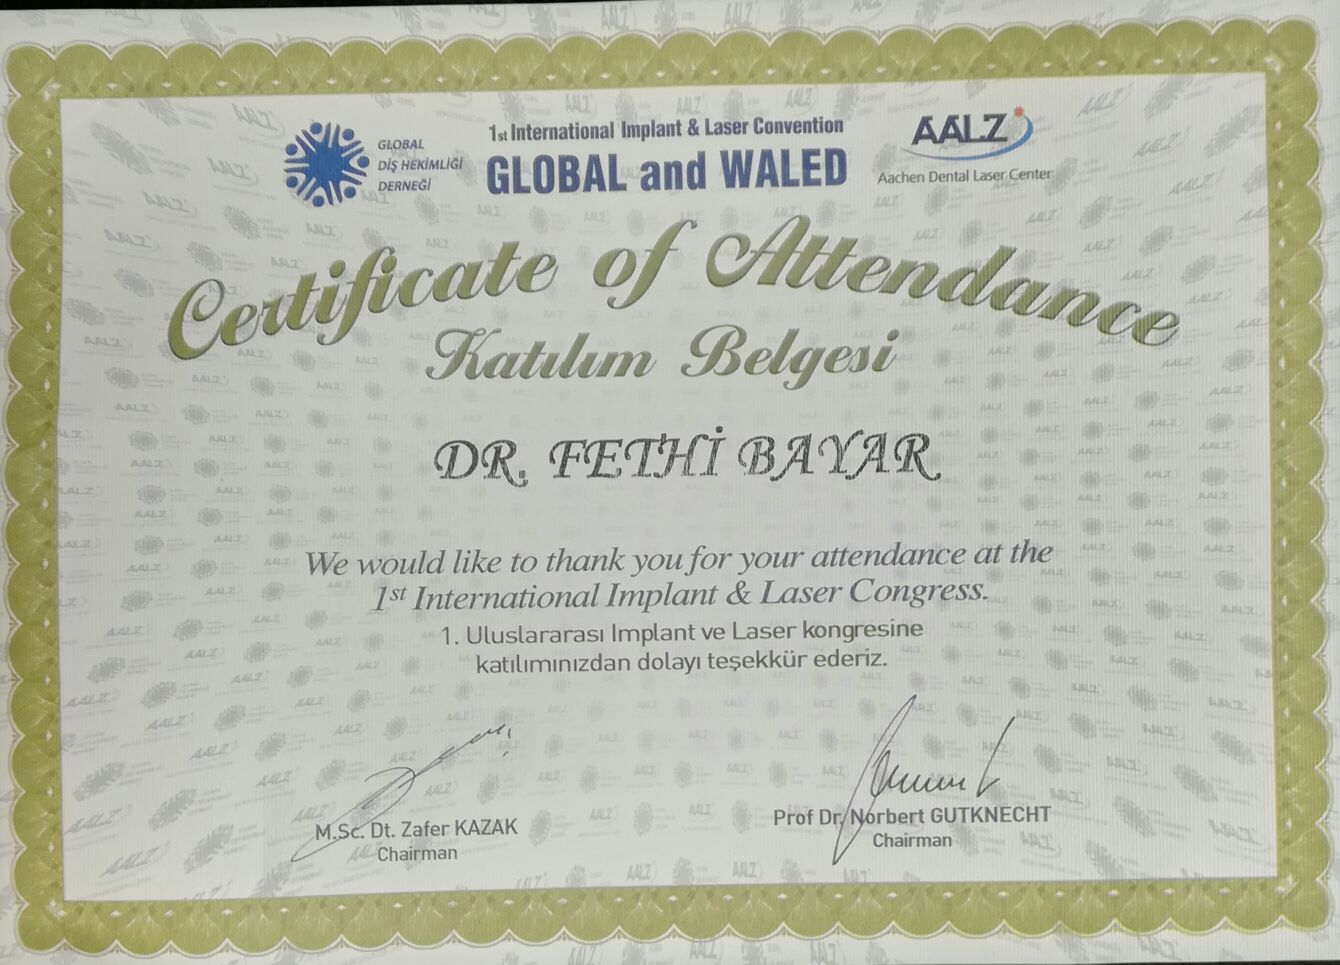 GLOBAL
DİŞ HEKİMLİĞİ
DERNEĞİ
1st International Implant & Laser Convention
GLOBAL and WALED
AALZ
Aachen Dental Laser Center
Certificate of Attendance
Katılım Belgesi
DR. FETHİ BAYAR
We would like to thank you for your attendance at the
1st International Implant & Laser Congress.
1. Uluslararası Implant ve Laser kongresine
katılımınızdan dolayı teşekkür ederiz.
M.Sc. Dt. Zafer KAZAK
Chairman
Prof Dr. Norbert GUTKNECHT
Chairman